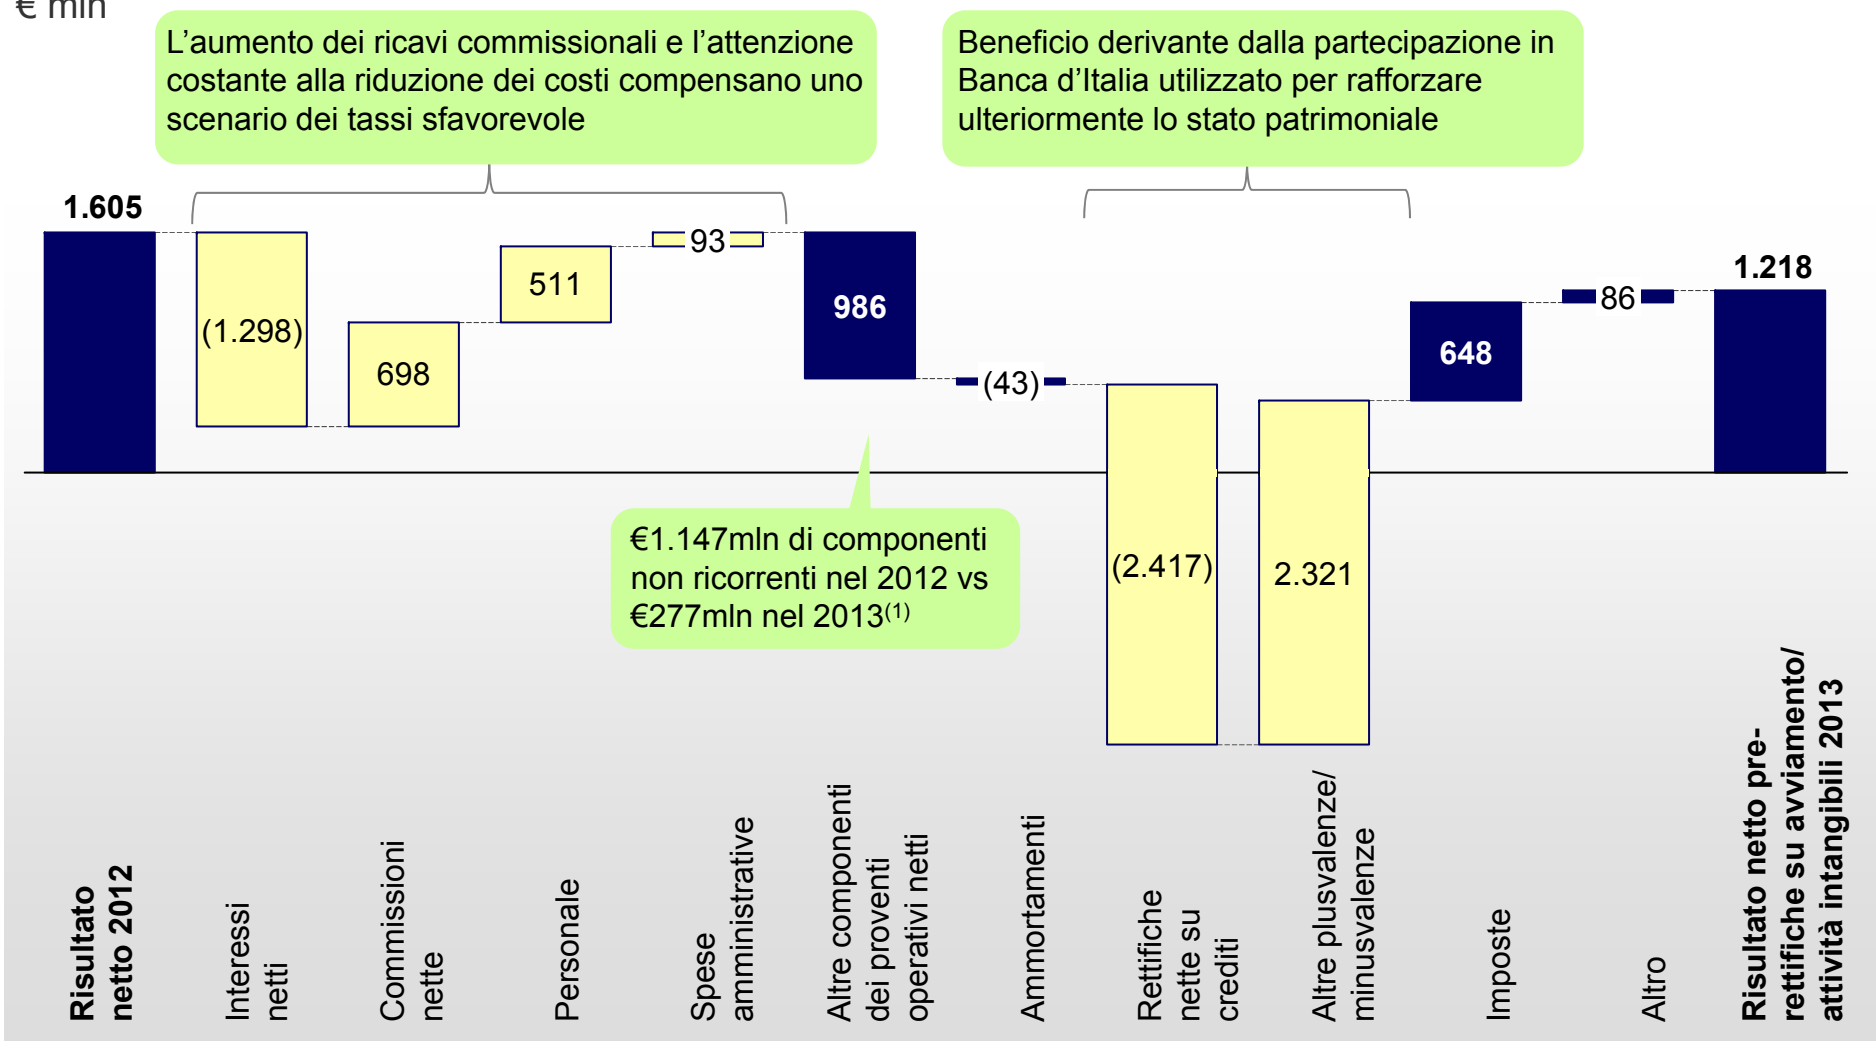 € mln
L’aumento dei ricavi commissionali e l’attenzione
costante alla riduzione dei costi compensano uno
scenario dei tassi sfavorevole
Beneficio derivante dalla partecipazione in
Banca d’Italia utilizzato per rafforzare
ulteriormente lo stato patrimoniale
1.605
(1.298)
698
511
93
986
(43)
(2.417)
2.321
648
86
1.218
€1.147mln di componenti
non ricorrenti nel 2012 vs
€277mln nel 2013(1)
Risultato
netto 2012
Interessi
netti
Commissioni
nette
Personale
Spese
amministrative
Altre componenti
dei proventi
operativi netti
Ammortamenti
Rettifiche
nette su
crediti
Altre plusvalenze/
minusvalenze
Imposte
Altro
Risultato netto pre-
rettifiche su avviamento/
attività intangibili 2013